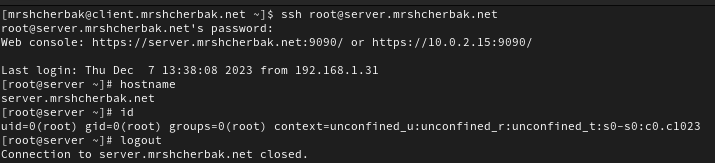 [mrshcherbak@client.mrshcherbak.net ~]$ ssh root@server.mrshcherbak.net
root@server.mrshcherbak.net's password:
Web console: https://server.mrshcherbak.net:9090/ or https://10.0.2.15:9090/
Last login: Thu Dec  7 13:38:08 2023 from 192.168.1.31
[root@server ~]# hostname
server.mrshcherbak.net
[root@server ~]# id
uid=0(root) gid=0(root) groups=0(root) context=unconfined_u:unconfined_r:unconfined_t:s0-s0:c0.c1023
[root@server ~]# logout
Connection to server.mrshcherbak.net closed.